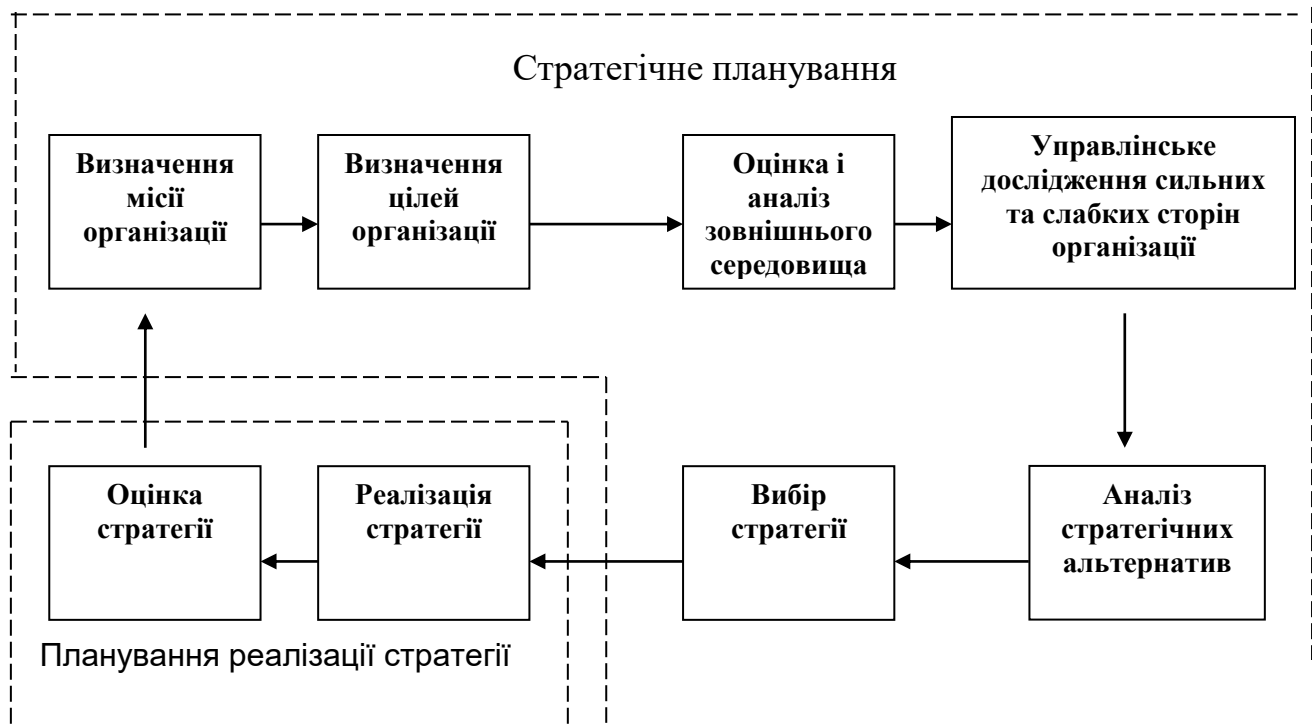 Стратегічне планування
Визначення
місії
організації
Визначення
цілей
організації
Оцінка і
аналіз
зовнішнього
середовища
Управлінське
дослідження сильних
та слабких сторін
організації
Оцінка
стратегії
Реалізація
стратегії
Вибір
стратегії
Аналіз
стратегічних
альтернатив
Планування реалізації стратегії